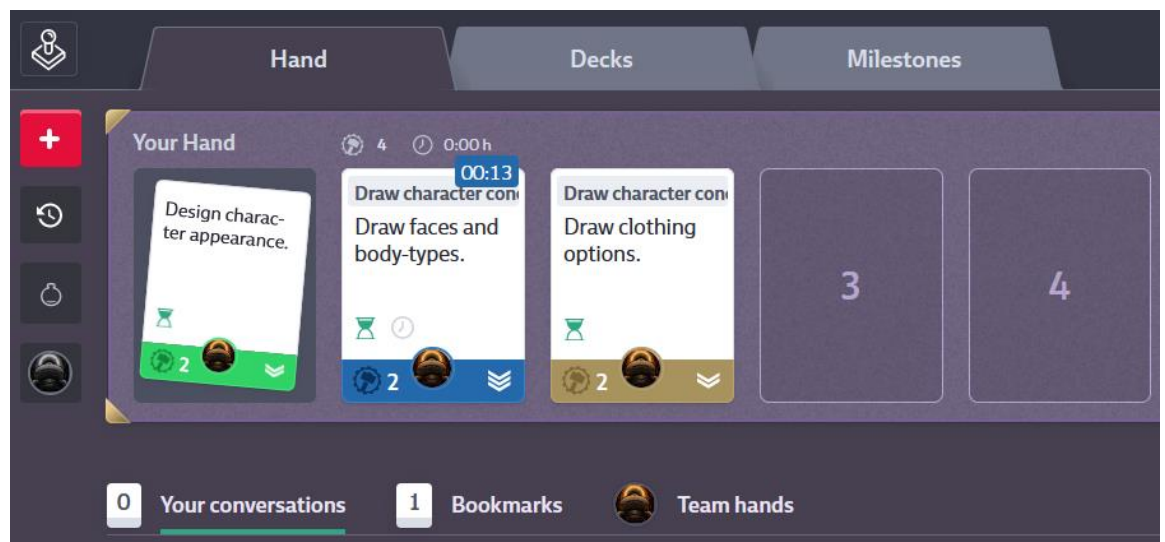 Hand
Decks
Milestones
Your Hand
4
0:00 h
00:13
Design charac-
ter appearance.
2
Draw character con
Draw faces and
body-types.
2
Draw character con
Draw clothing
options.
2
3
4
0
Your conversations
1
Bookmarks
Team hands